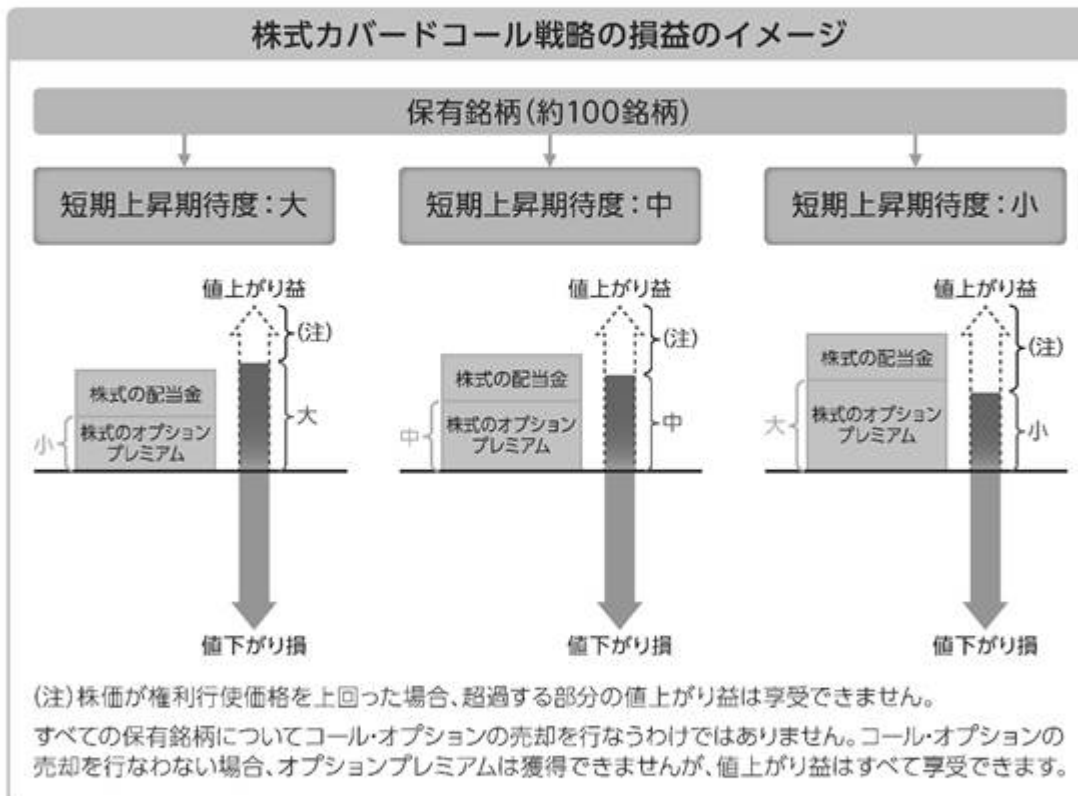 株式カバードコール戦略の損益のイメージ
保有銘柄(約100銘柄)
短期上昇期待度:大
短期上昇期待度:中
短期上昇期待度:小
値上がり益
(注)
株式の配当金
小
株式のオプション
プレミアム
大
値下がり損
値上がり益
(注)
株式の配当金
中
株式のオプション
プレミアム
中
値下がり損
値上がり益
(注)
株式の配当金
大
株式のオプション
プレミアム
小
値下がり損
(注)株価が権利行使価格を上回った場合、超過する部分の値上がり益は享受できません。
すべての保有銘柄についてコール・オプションの売却を行なうわけではありません。コール・オプションの
売却を行なわない場合、オプションプレミアムは獲得できませんが、値上がり益はすべて享受できます。